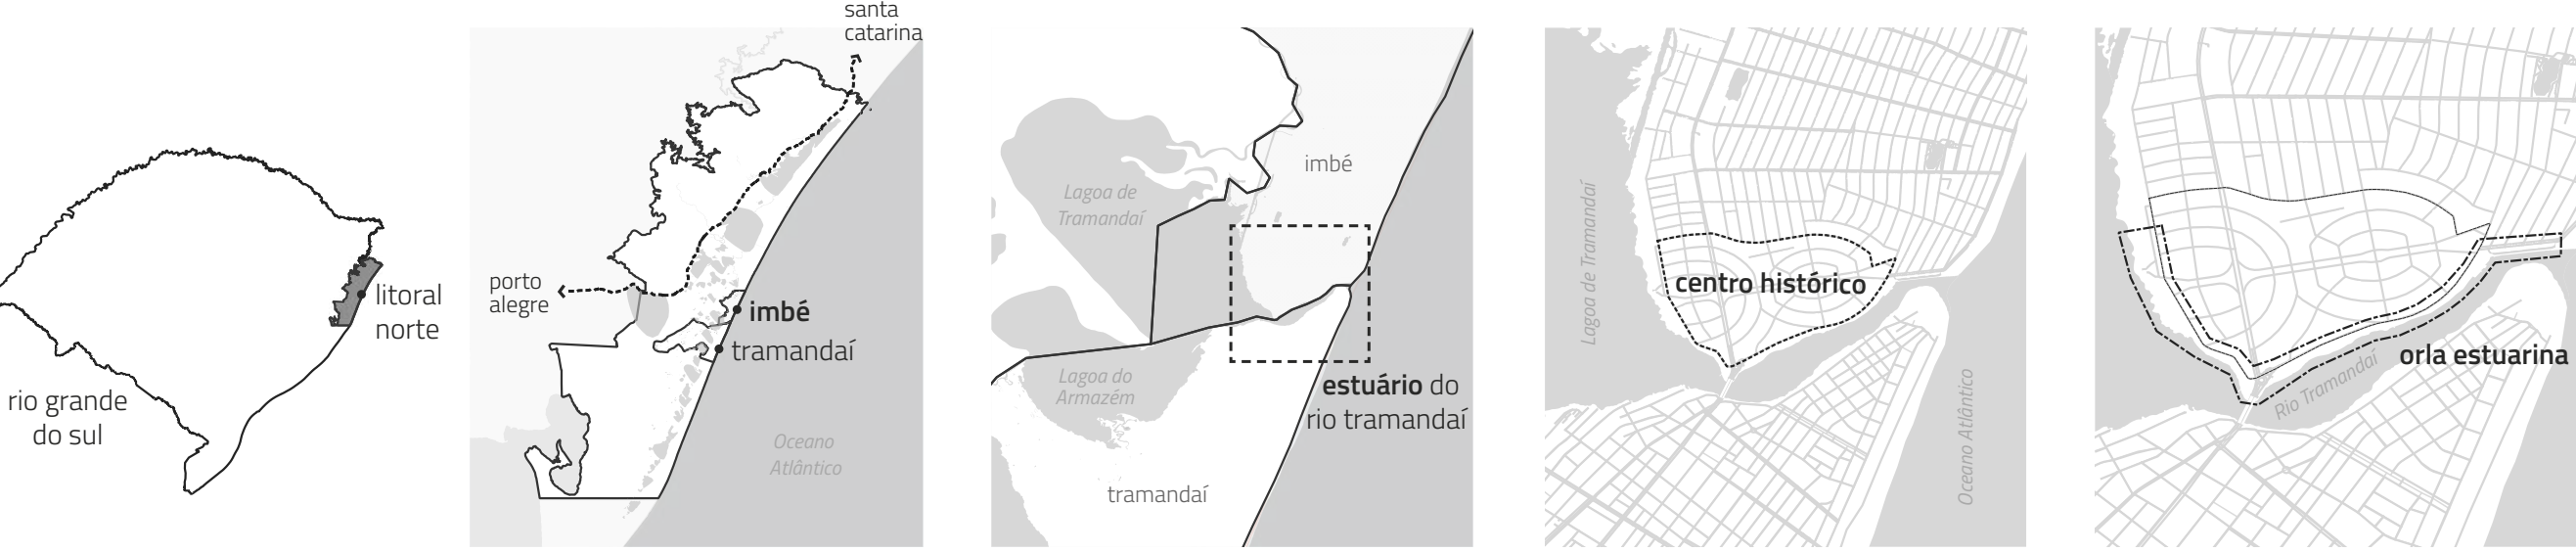 litoral
norte
rio grande
do sul
santa
catarina
porto
alegre
imbé
tramandaí
Oceano
Atlântico
imbé
Lagoa de
Tramandaí
Lagoa do
Armazém
estuário do
rio tramandaí
tramandaí
Lagoa de Tramandaí
centro histórico
Oceano Atlântico
orla estuarina
Rio Tramandaí